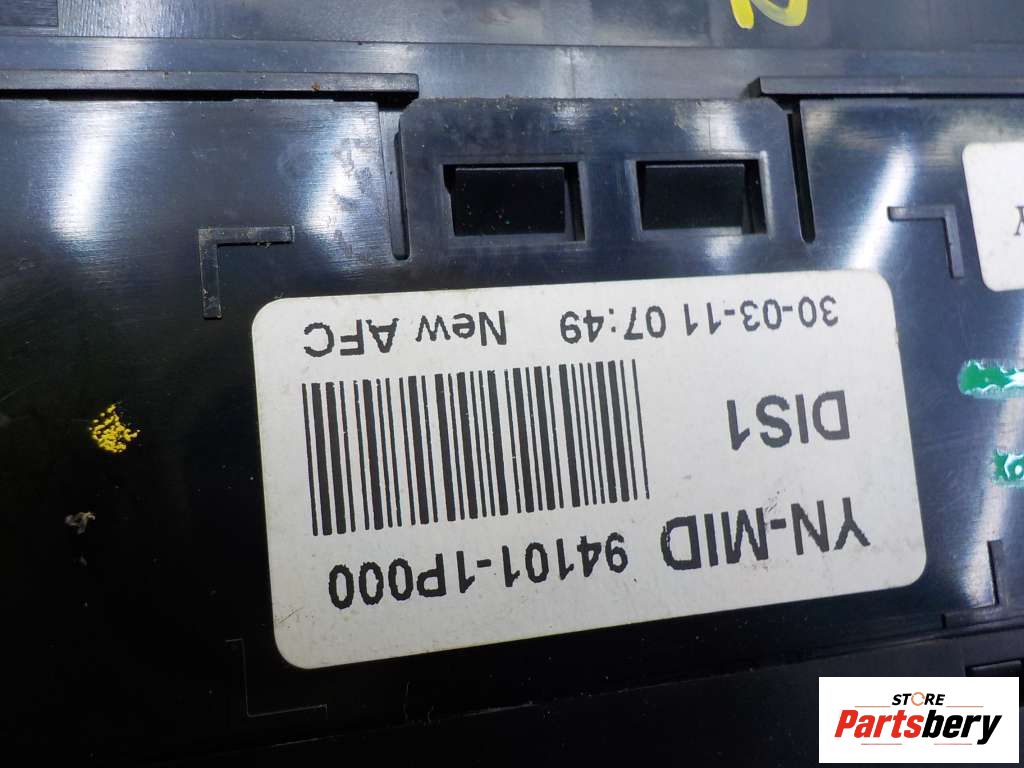 YN-MID 94101-1P000
DIS1
30-03-11 07:49 New AFC
STORE
Partsbery